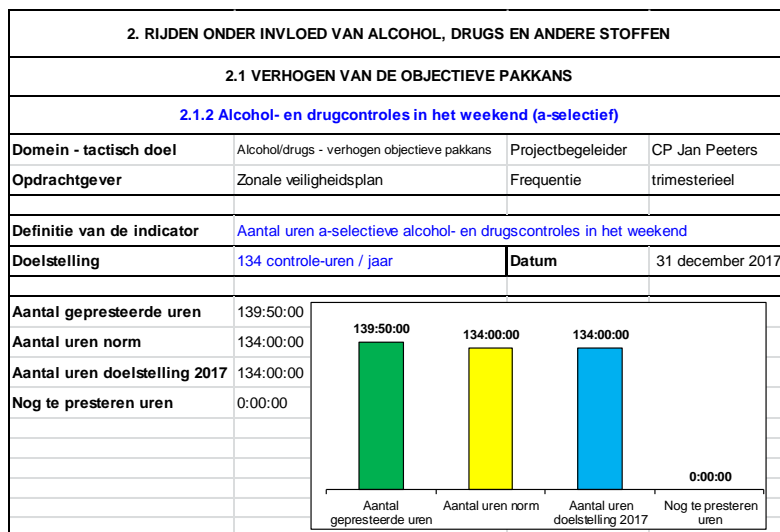 2. RIJDEN ONDER INVLOED VAN ALCOHOL, DRUGS EN ANDERE STOFFEN
2.1 VERHOGEN VAN DE OBJECTIEVE PAKKANS
2.1.2 Alcohol- en drugcontroles in het weekend (a-selectief)
Domein - tactisch doel Alcohol/drugs - verhogen objectieve pakkans Projectbegeleider CP Jan Peeters
Opdrachtgever Zonale veiligheidsplan Frequentie trimesterieel
Definitie van de indicator Aantal uren a-selectieve alcohol- en drugscontroles in het weekend
Doelstelling 134 controle-uren / jaar Datum 31 december 2017
Aantal gepresteerde uren 139:50:00
Aantal uren norm 134:00:00
Aantal uren doelstelling 2017 134:00:00
Nog te presteren uren 0:00:00
139:50:00 134:00:00 134:00:00 0:00:00
Aantal gepresteerde uren
Aantal uren norm
Aantal uren doelstelling 2017
Nog te presteren uren